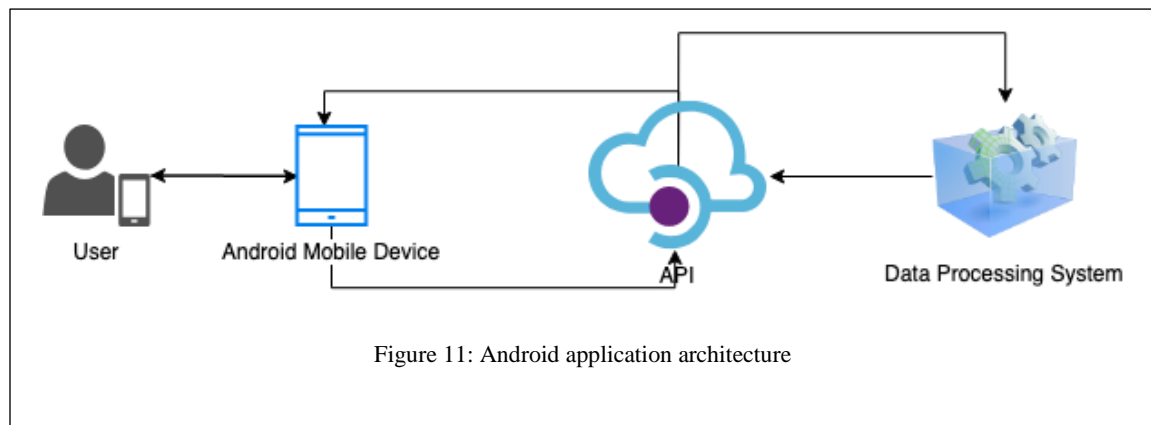 User
Android Mobile Device
API
Data Processing System
Figure 11: Android application architecture